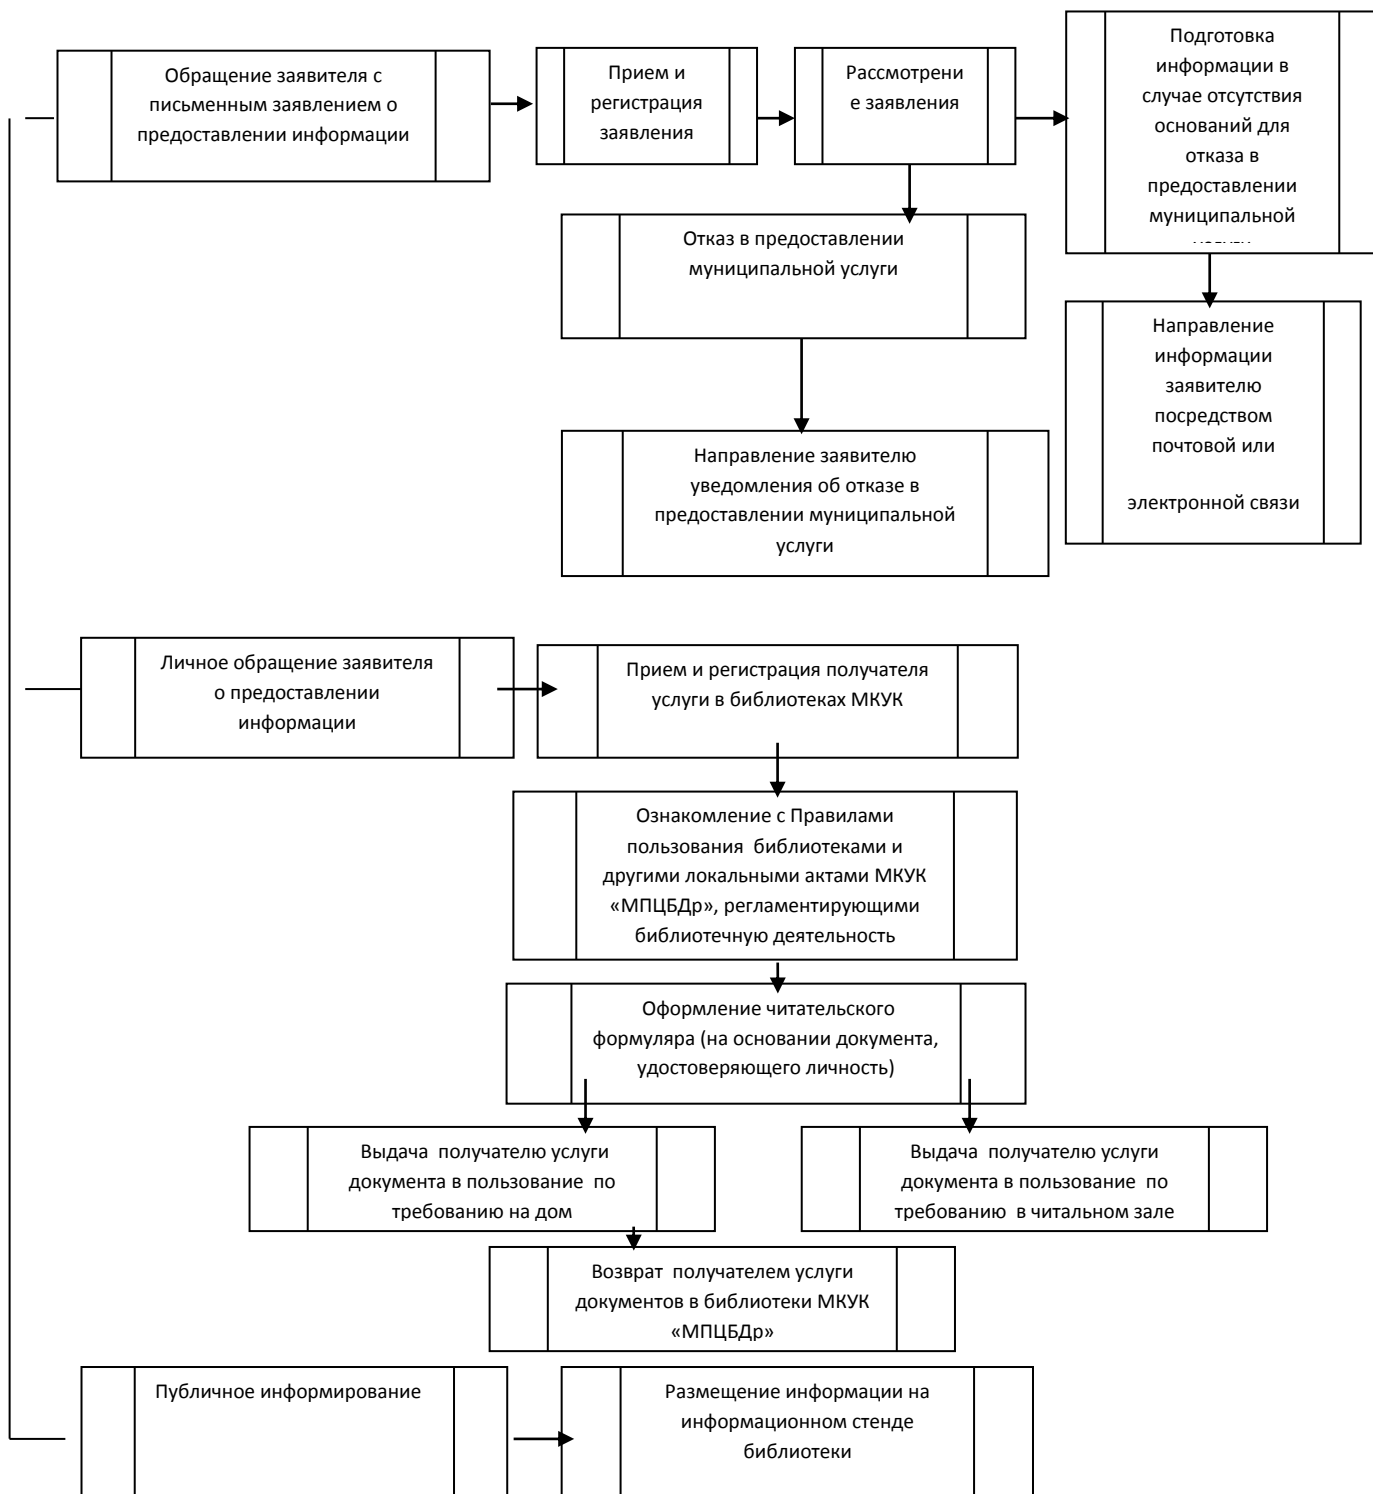 Обращение заявителя с
письменным заявлением о
предоставлении информации
Прием и
регистрация
заявления
Рассмотрени
е заявления
Подготовка
информации в
случае отсутствия
оснований для
отказа в
предоставлении
муниципальной
Отказ в предоставлении
муниципальной услуги
Направление
информации
заявителю
посредством
почтовой или
электронной связи
Направление заявителю
уведомления об отказе в
предоставлении муниципальной
услуги
Личное обращение заявителя
о предоставлении
информации
Прием и регистрация получателя
услуги в библиотеках МКУК
Ознакомление с Правилами
пользования библиотеками и
другими локальными актами МКУК
«МПЦБДр», регламентирующими
библиотечную деятельность
Оформление читательского
формуляра (на основании документа,
удостоверяющего личность)
Выдача получателю услуги
документа в пользование по
требованию на дом
Выдача получателю услуги
документа в пользование по
требованию в читальном зале
Возврат получателем услуги
документов в библиотеки МКУК
«МПЦБДр»
Публичное информирование
Размещение информации на
информационном стенде
библиотеки